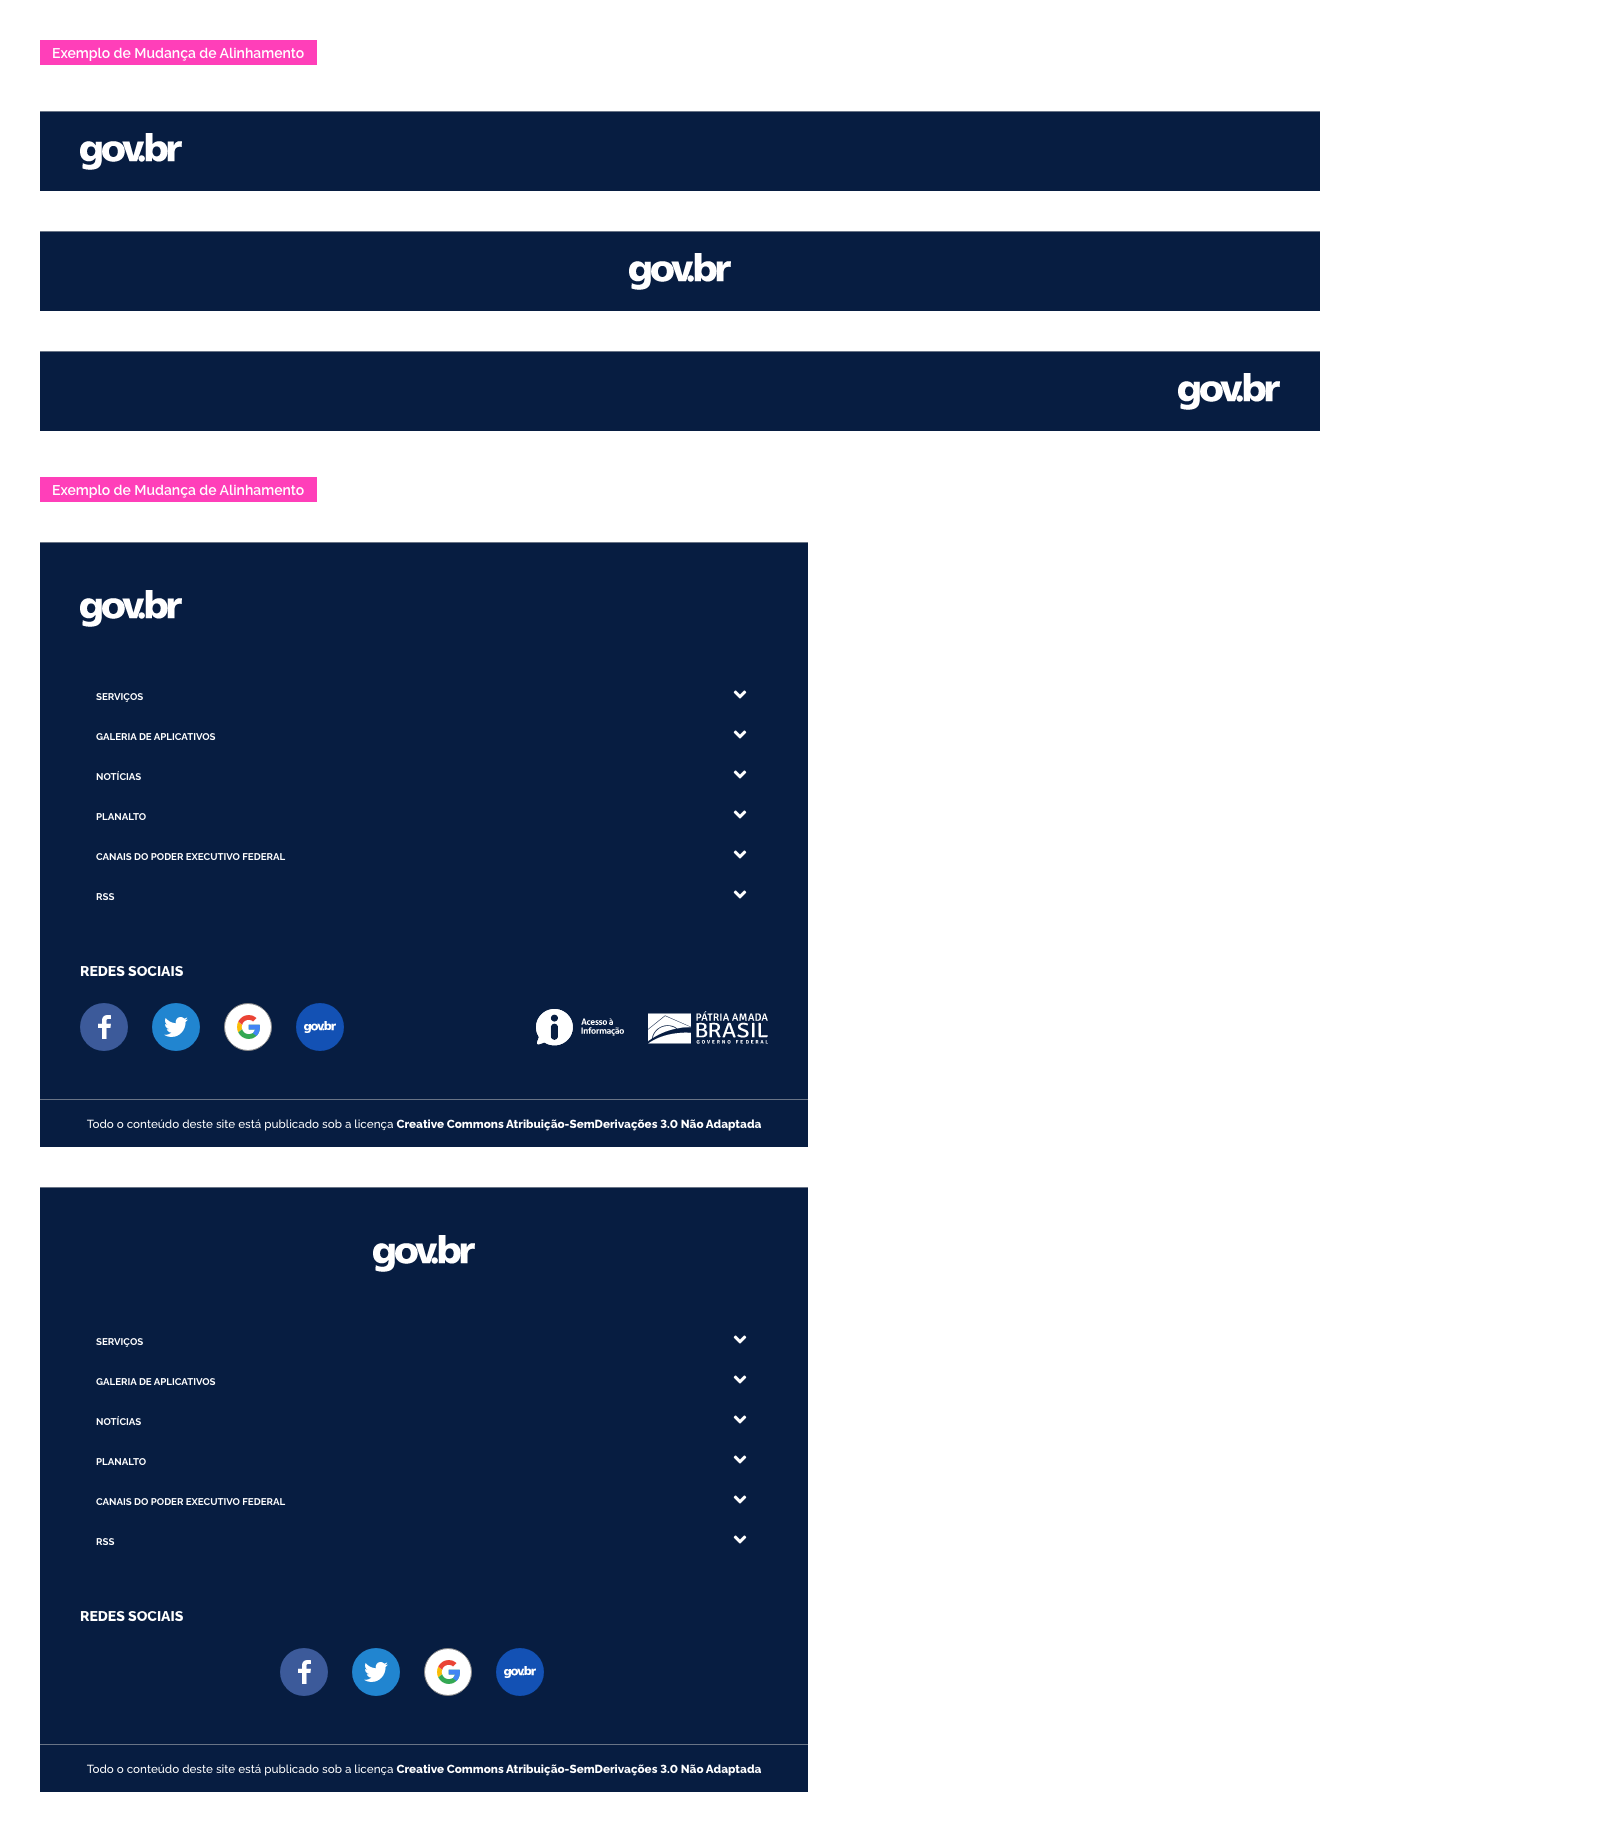 Exemplo de Mudança de Alinhamento
gov.br
gov.br
gov.br
Exemplo de Mudança de Alinhamento
gov.br
SERVIÇOS
GALERIA DE APLICATIVOS
NOTÍCIAS
PLANALTO
CANAIS DO PODER EXECUTIVO FEDERAL
RSS
REDES SOCIAIS
gov.br
Acesso à
Informação
PÁTRIA AMADA
BRASIL
GOVERNO FEDERAL
Todo o conteúdo deste site está publicado sob a licença Creative Commons Atribuição-SemDerivações 3.0 Não Adaptada
gov.br
SERVIÇOS
GALERIA DE APLICATIVOS
NOTÍCIAS
PLANALTO
CANAIS DO PODER EXECUTIVO FEDERAL
RSS
REDES SOCIAIS
gov.br
Todo o conteúdo deste site está publicado sob a licença Creative Commons Atribuição-SemDerivações 3.0 Não Adaptada